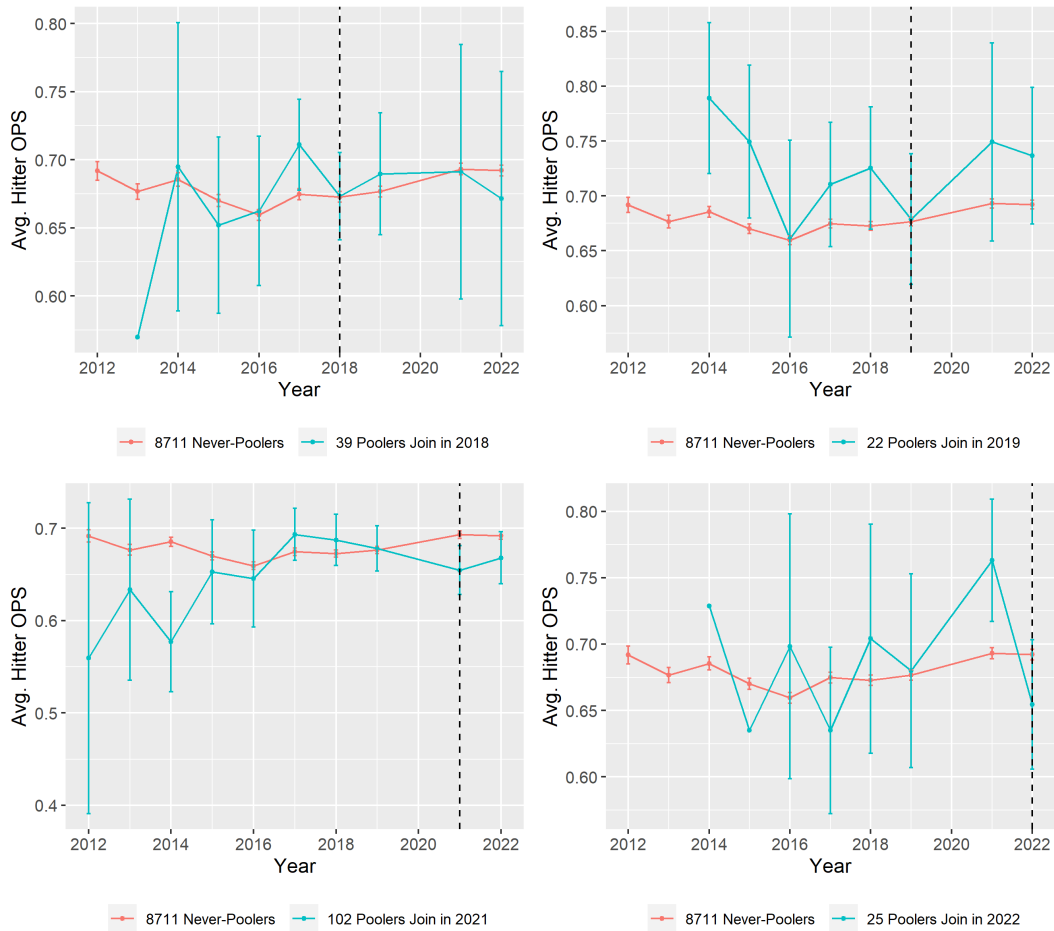 0.80
0.75
0.70
0.65
0.60
Avg. Hitter OPS
2012 2014 2016 2018 2020 2022
Year
8711 Never-Poolers 39 Poolers Join in 2018
0.85
0.80
0.75
0.70
0.65
0.60
Avg. Hitter OPS
2012 2014 2016 2018 2020 2022
Year
8711 Never-Poolers 22 Poolers Join in 2019
0.7
0.6
0.5
0.4
Avg. Hitter OPS
2012 2014 2016 2018 2020 2022
Year
8711 Never-Poolers 102 Poolers Join in 2021
0.80
0.75
0.70
0.65
0.60
Avg. Hitter OPS
2012 2014 2016 2018 2020 2022
Year
8711 Never-Poolers 25 Poolers Join in 2022